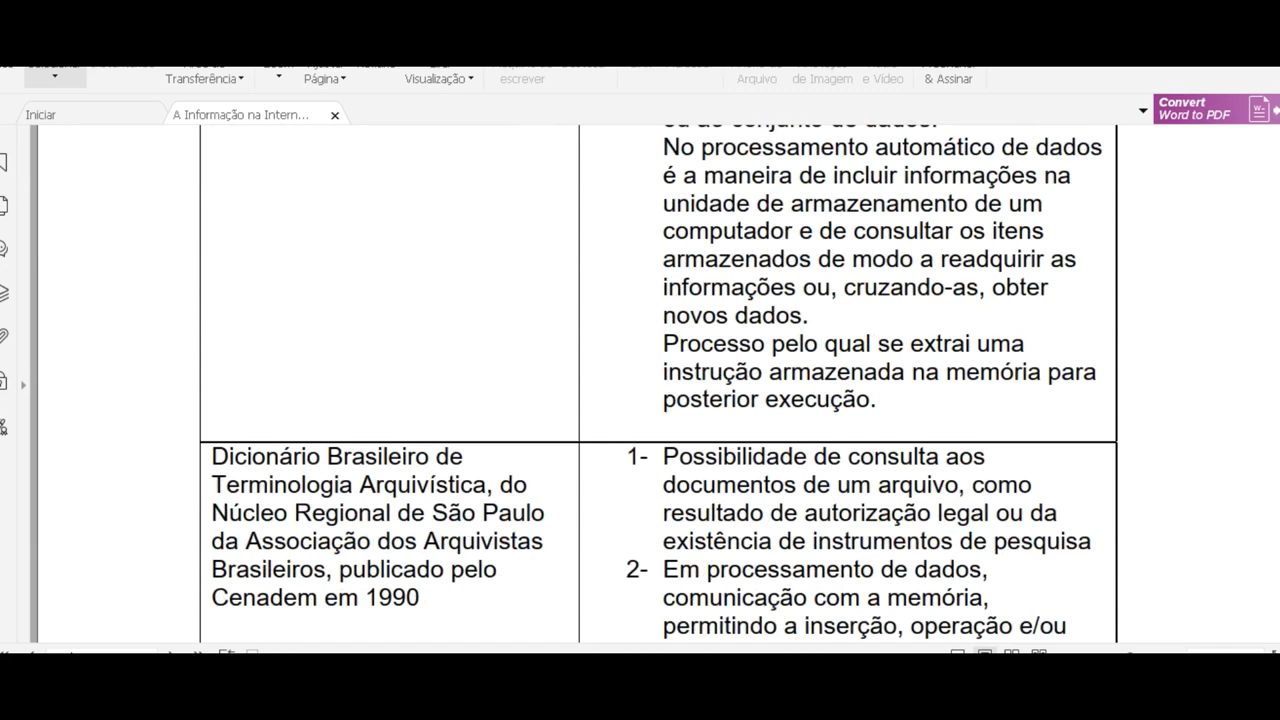 Transferência
Página
Visualização
escrever
Arquivo
de Imagem
e Vídeo
& Assinar
Iniciar
A Informação na Intern...
Convert
Word to PDF
No processamento automático de dados
é a maneira de incluir informações na
unidade de armazenamento de um
computador e de consultar os itens
armazenados de modo a readquirir as
informações ou, cruzando-as, obter
novos dados.
Processo pelo qual se extrai uma
instrução armazenada na memória para
posterior execução.
Dicionário Brasileiro de
Terminologia Arquivística, do
Núcleo Regional de São Paulo
da Associação dos Arquivistas
Brasileiros, publicado pelo
Cenadem em 1990
1- Possibilidade de consulta aos
documentos de um arquivo, como
resultado de autorização legal ou da
existência de instrumentos de pesquisa
2- Em processamento de dados,
comunicação com a memória,
permitindo a inserção, operação e/ou